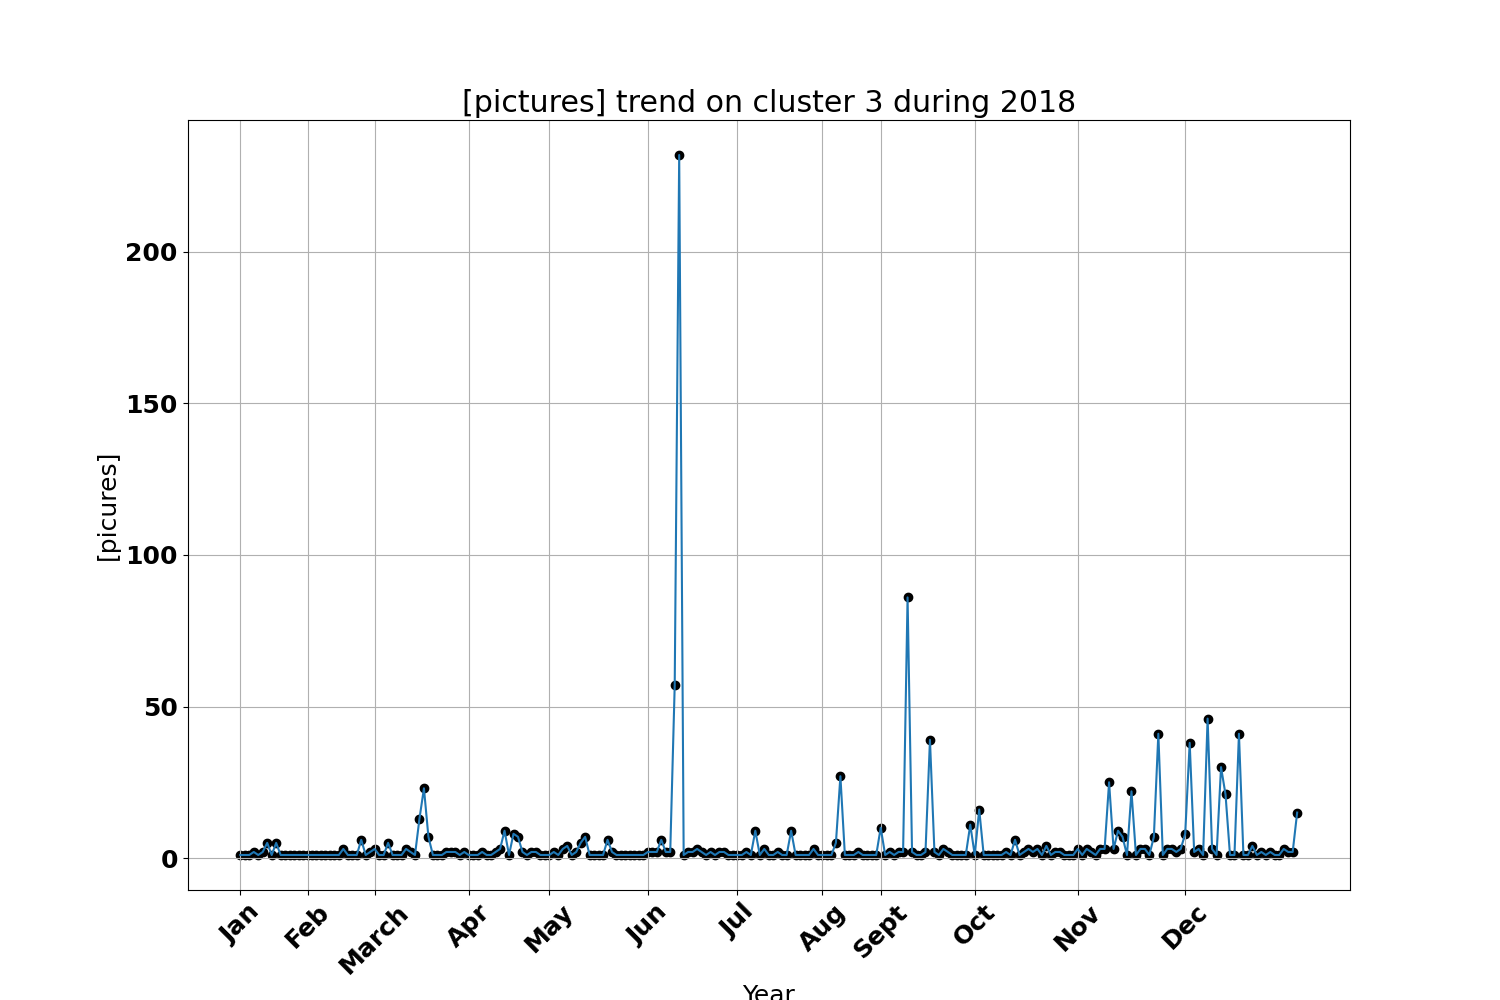 [pictures] trend on cluster 3 during 2018
200
150
100
50
0
[picures]
Jan
Feb
March
Apr
May
Jun
Jul
Aug
Sept
Oct
Nov
Dec
Year